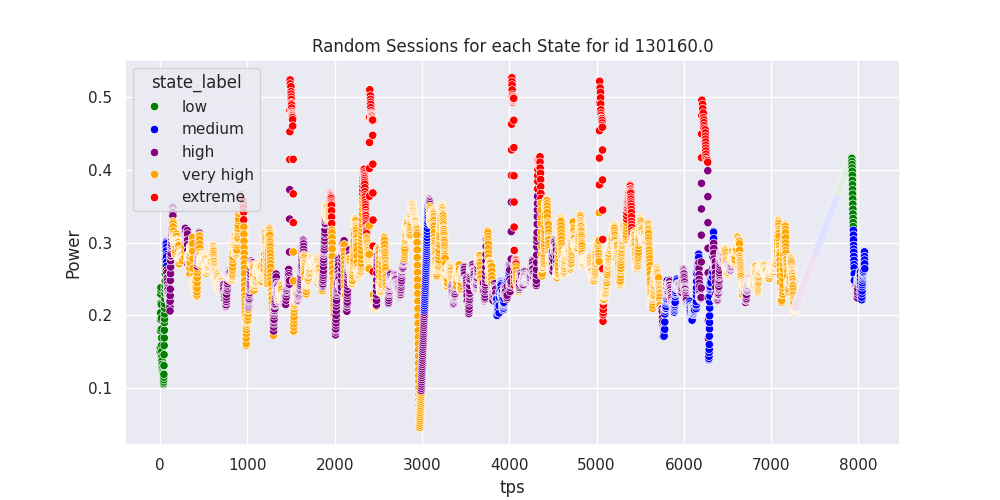 Random Sessions for each State for id 130160.0
state_label
low
medium
high
very high
extreme
Power
0.5
0.4
0.3
0.2
0.1
0 1000 2000 3000 4000 5000 6000 7000 8000
tps